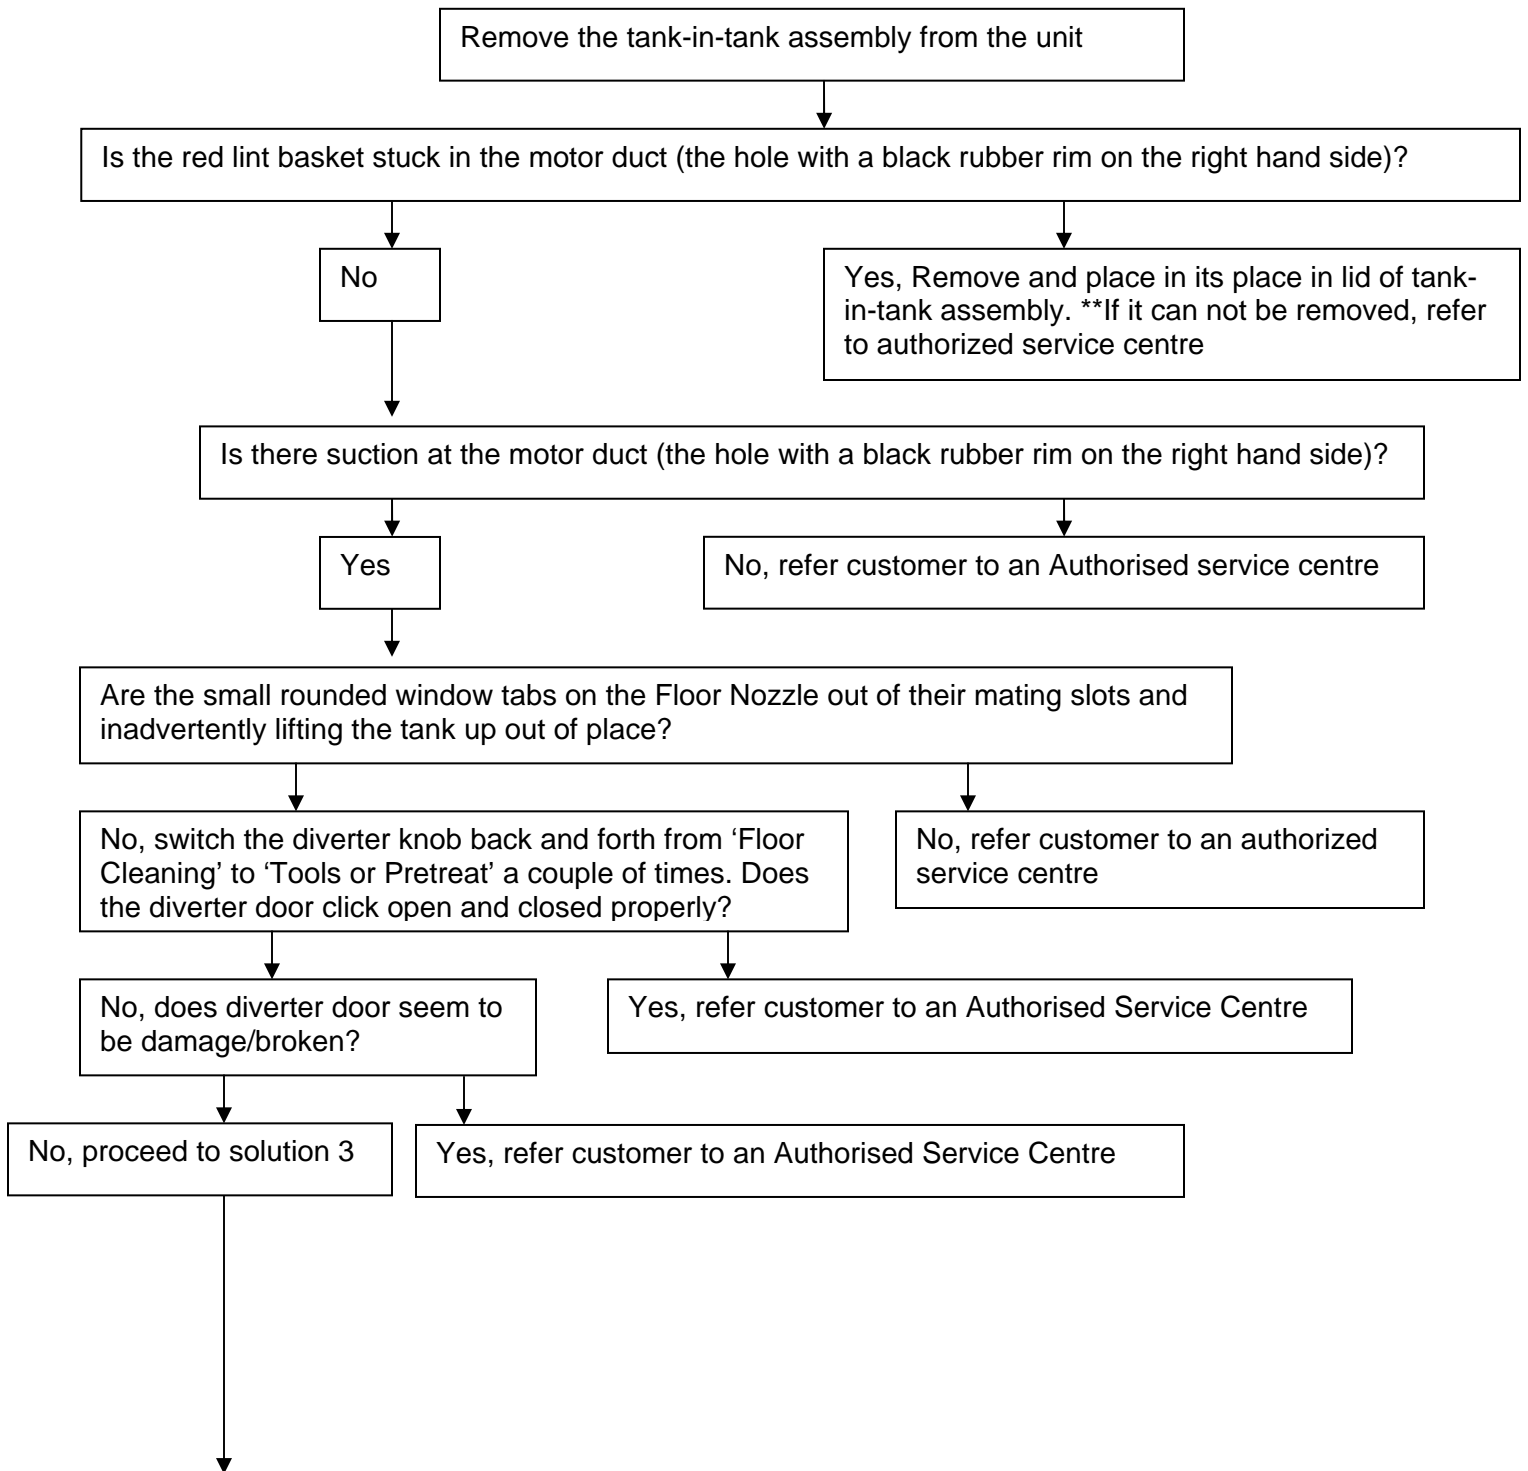 Remove the tank-in-tank assembly from the unit
Is the red lint basket stuck in the motor duct (the hole with a black rubber rim on the right hand side)?
No
Yes, Remove and place in its place in lid of tank-
in-tank assembly. **If it can not be removed, refer
to authorized service centre
Is there suction at the motor duct (the hole with a black rubber rim on the right hand side)?
Yes
No, refer customer to an Authorised service centre
Are the small rounded window tabs on the Floor Nozzle out of their mating slots and
inadvertently lifting the tank up out of place?
No, switch the diverter knob back and forth from ‘Floor
Cleaning’ to ‘Tools or Pretreat’ a couple of times. Does
the diverter door click open and closed properly?
No, refer customer to an authorized
service centre
No, does diverter door seem to
be damage/broken?
Yes, refer customer to an Authorised Service Centre
No, proceed to solution 3
Yes, refer customer to an Authorised Service Centre